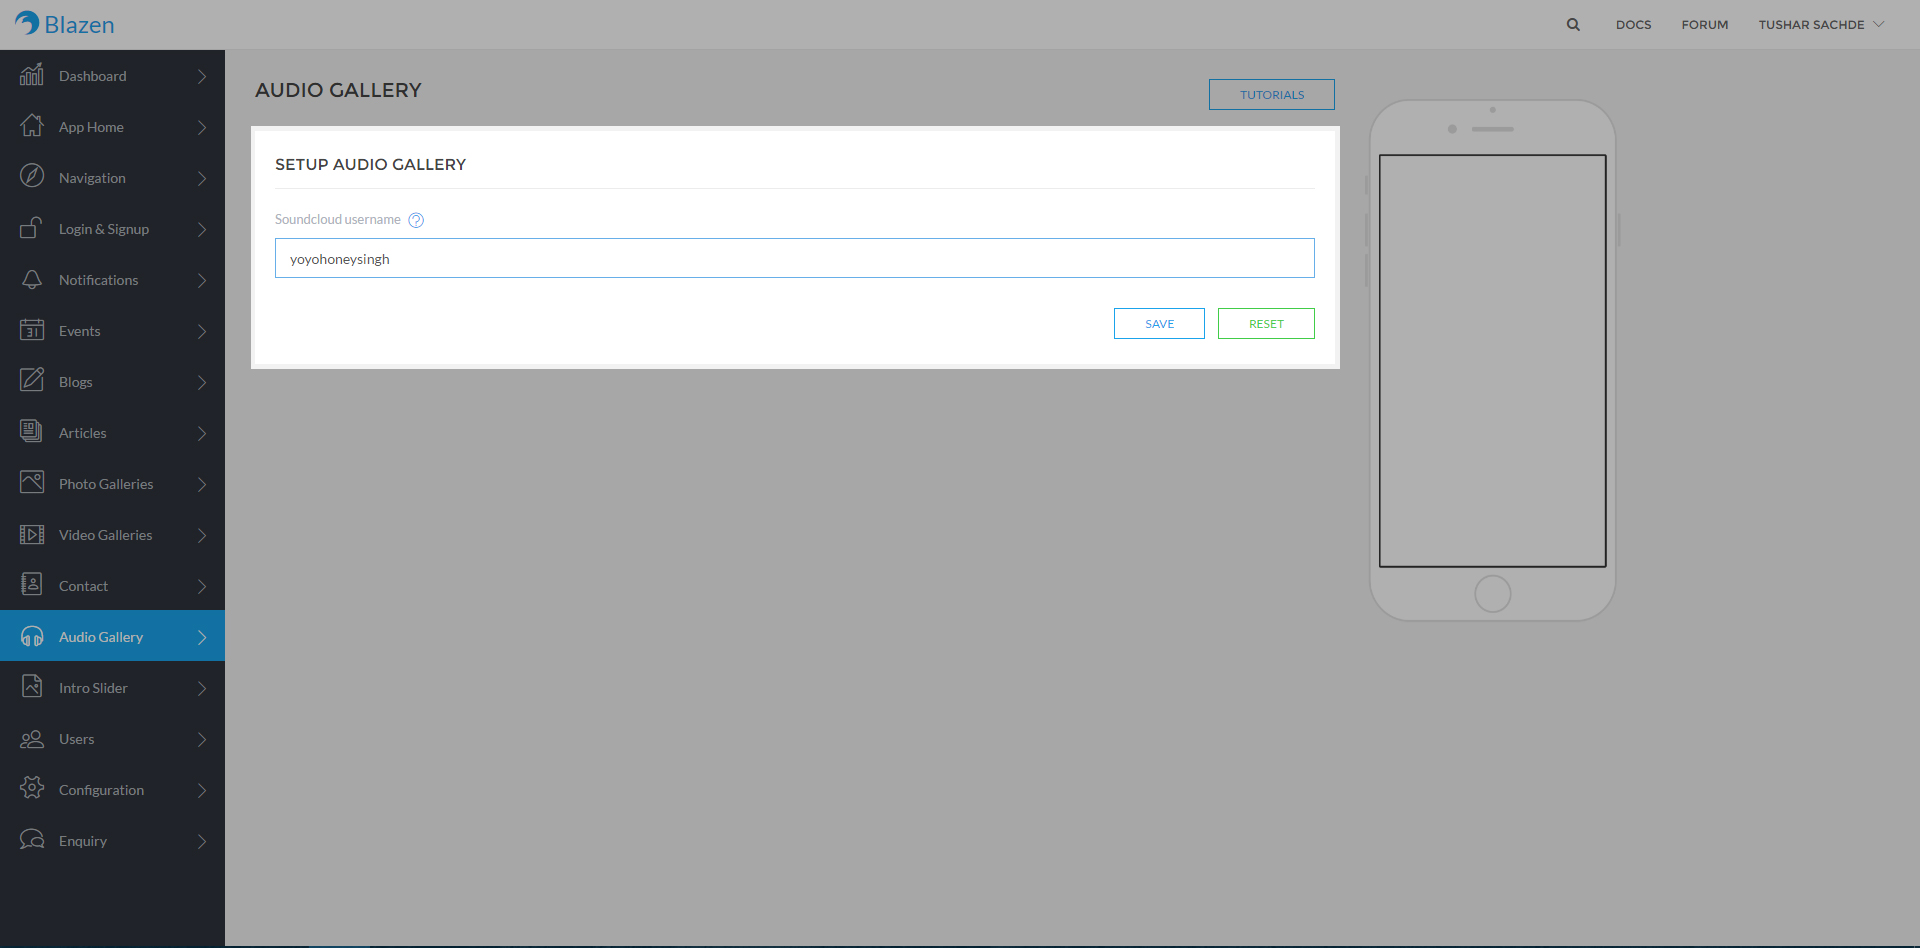 Blazen
DOCS
FORUM
TUSHAR SACHDE
Dashboard
App Home
Navigation
Login & Signup
Notifications
31
Events
Blogs
Articles
Photo Galleries
Video Galleries
Contact
Audio Gallery
Intro Slider
Users
Configuration
Enquiry
AUDIO GALLERY
TUTORIALS
SETUP AUDIO GALLERY
Soundcloud username ?
yoyohoneysingh
SAVE
RESET